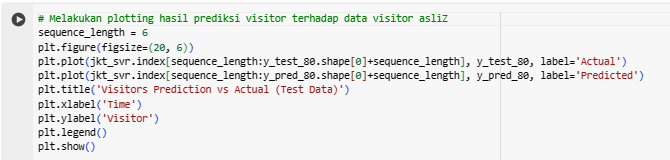 # Melakukan plotting hasil prediksi visitor terhadap data visitor asliZ
sequence_length = 6
plt.figure(figsize=(20, 6))
plt.plot(jkt_svr.index[sequence_length:y_test_80.shape[0]+sequence_length], y_test_80, label='Actual')
plt.plot(jkt_svr.index[sequence_length:y_pred_80.shape[0]+sequence_length], y_pred_80, label='Predicted')
plt.title('Visitors Prediction vs Actual (Test Data)')
plt.xlabel('Time')
plt.ylabel('Visitor')
plt.legend()
plt.show()